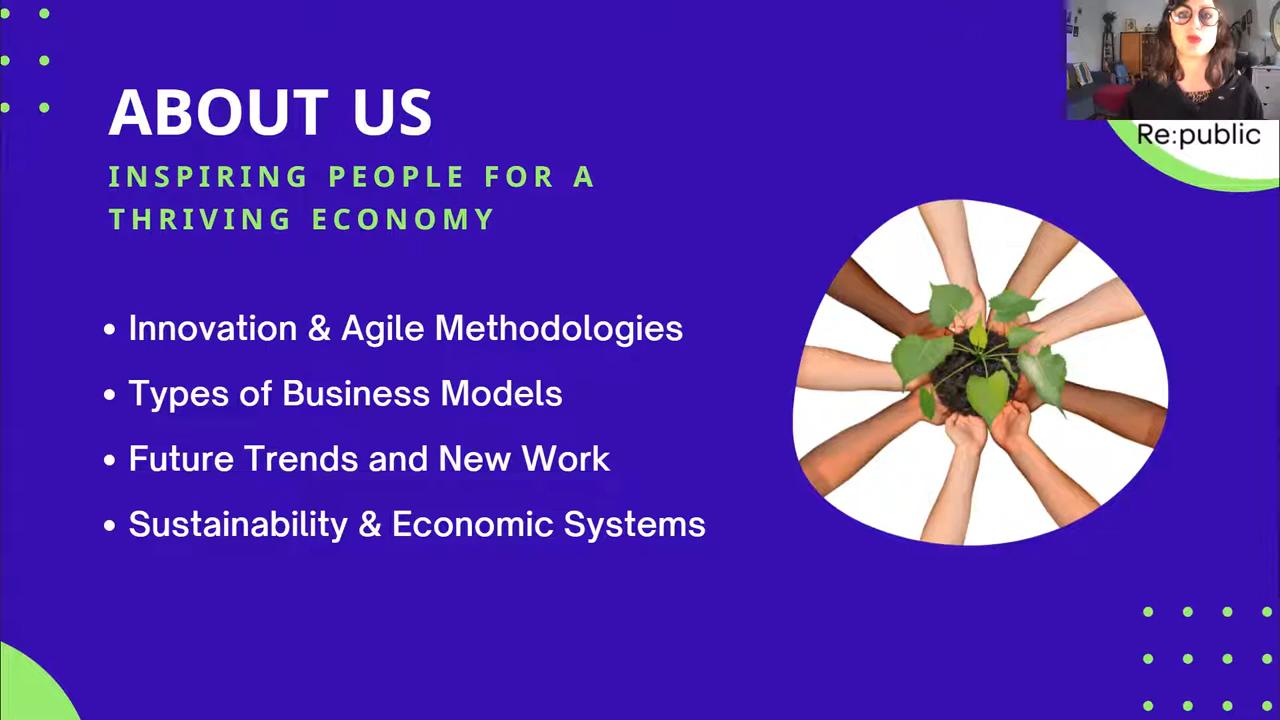 ABOUT US
Re:public
INSPIRING PEOPLE FOR A
THRIVING ECONOMY
• Innovation & Agile Methodologies
• Types of Business Models
• Future Trends and New Work
• Sustainability & Economic Systems